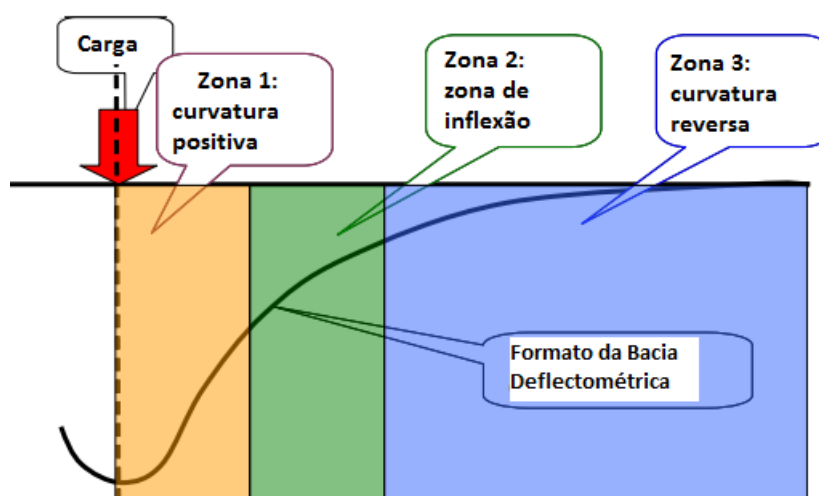 Carga
Zona 1:
curvatura
positiva
Zona 2:
zona de
inflexão
Zona 3:
curvatura
reversa
Formato da Bacia
Deflectométrica